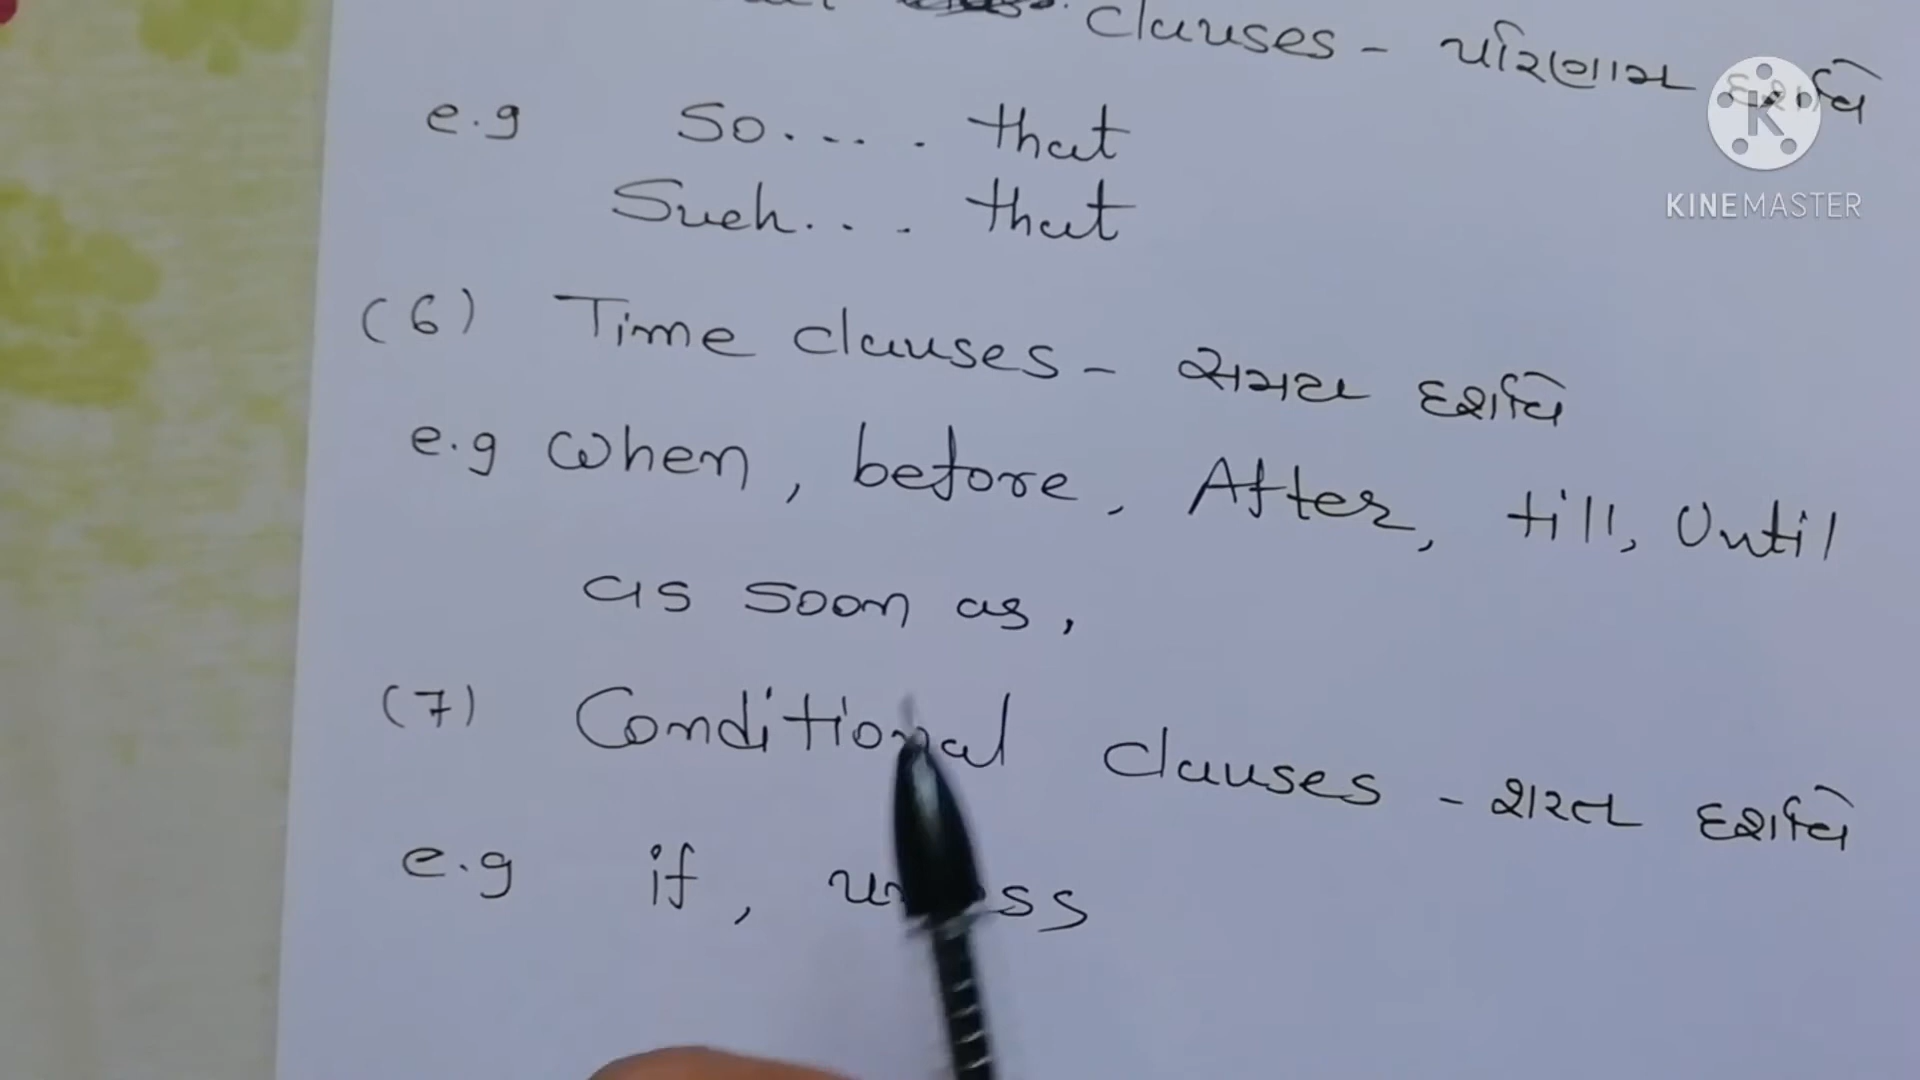 clauses - પરિણામ દર્શાવે
e.g So.... that
Such... that
(6) Time clauses - સમય દર્શાવે
e.g when, before, After, till, Until
as soon as,
(7) Conditional clauses - શરત દર્શાવે
e.g if, unless
KINEMASTER